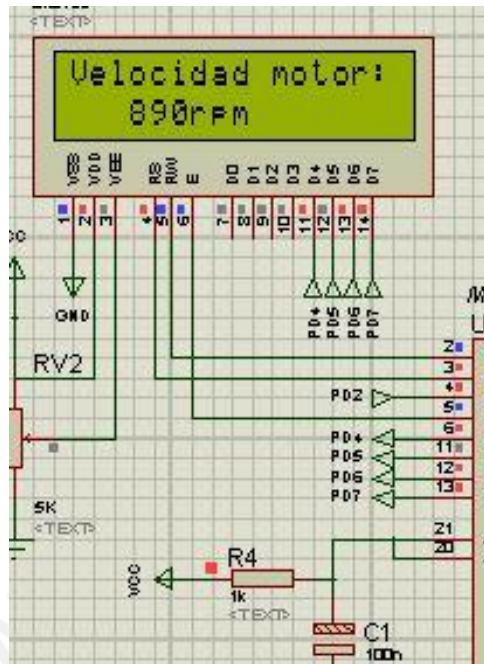 <TEXT>
Velocidad motor:
890rpm
VSS VDD VEE RS RW E D0 D1 D2 D3 D4 D5 D6 D7
1 2 3 4 5 6 7 8 9 10 11 12 13 14
GND
PD4 PD5 PD6 PD7
RV2
2
3
PD2 4
5
PD4 6
PD5 11
PD6 12
PD7 13
5K
<TEXT>
21
20
R4
VCC
1k
<TEXT>
C1
100n